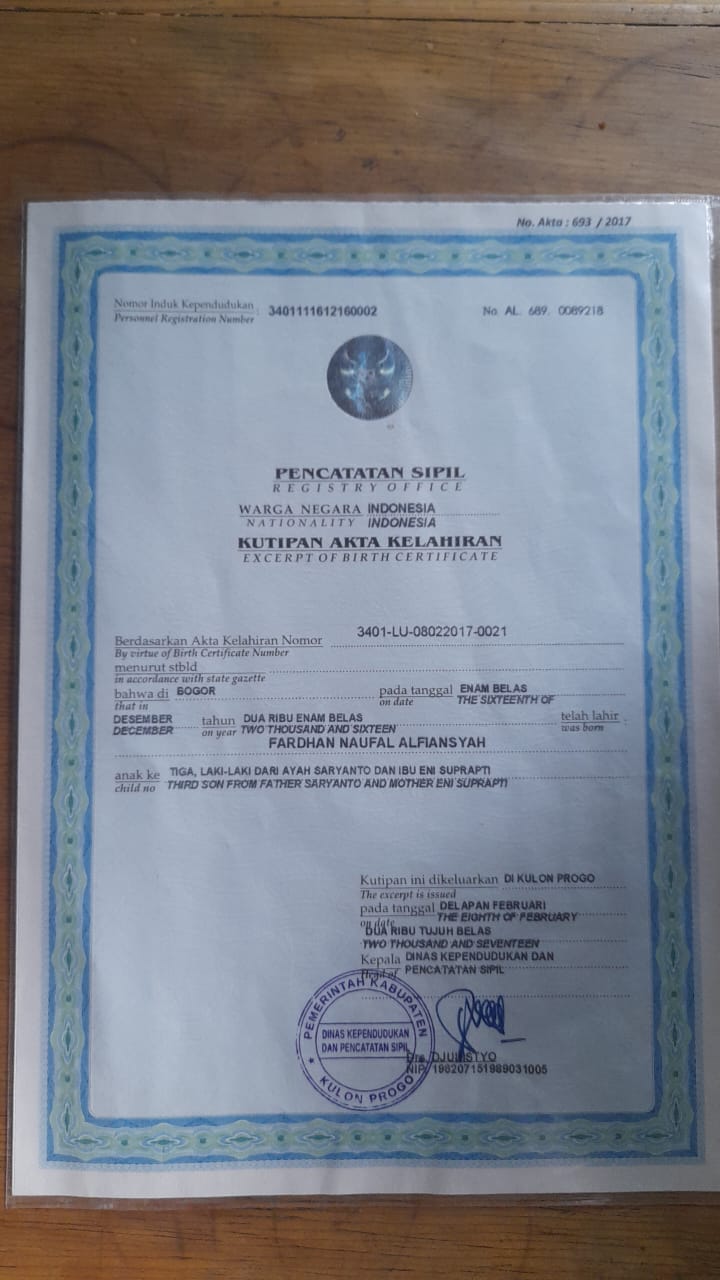 No. Akta : 693 / 2017
Nomor Induk Kependudukan : 3401111612160002
Personnel Registration Number
No. AL. 689. 0089218
PENCATATAN SIPIL
REGISTRY OFFICE
WARGA NEGARA INDONESIA
NATIONALITY INDONESIA
KUTIPAN AKTA KELAHIRAN
EXCERPT OF BIRTH CERTIFICATE
Berdasarkan Akta Kelahiran Nomor 3401-LU-08022017-0021
By virtue of Birth Certificate Number
menurut stbld
in accordance with state gazette
bahwa di BOGOR pada tanggal ENAM BELAS
that in on date THE SIXTEENTH OF
DESEMBER tahun DUA RIBU ENAM BELAS telah lahir :
DECEMBER on year TWO THOUSAND AND SIXTEEN was born
FARDHAN NAUFAL ALFIANSYAH
anak ke TIGA, LAKI-LAKI DARI AYAH SARYANTO DAN IBU ENI SUPRAPTI
child no THIRD SON FROM FATHER SARYANTO AND MOTHER ENI SUPRAPTI
Kutipan ini dikeluarkan DI KULON PROGO
The excerpt is issued
pada tanggal DELAPAN FEBRUARI
on date THE EIGHTH OF FEBRUARY
DUA RIBU TUJUH BELAS
TWO THOUSAND AND SEVENTEEN
Kepala DINAS KEPENDUDUKAN DAN
Head of PENCATATAN SIPIL
PEMERINTAH KABUPATEN
DINAS KEPENDUDUKAN
DAN PENCATATAN SIPIL
KULON PROGO
Drs. DJULISTYO
NIP. 196207151989031005